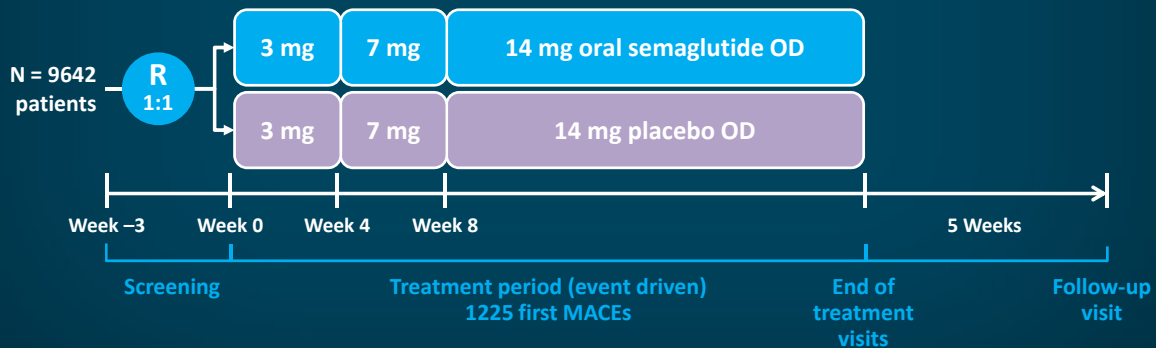 N = 9642
patients
R
1:1
3 mg
7 mg
14 mg oral semaglutide OD
3 mg
7 mg
14 mg placebo OD
Week –3
Week 0
Week 4
Week 8
5 Weeks
Screening
Treatment period (event driven)
1225 first MACEs
End of
treatment
visits
Follow-up
visit